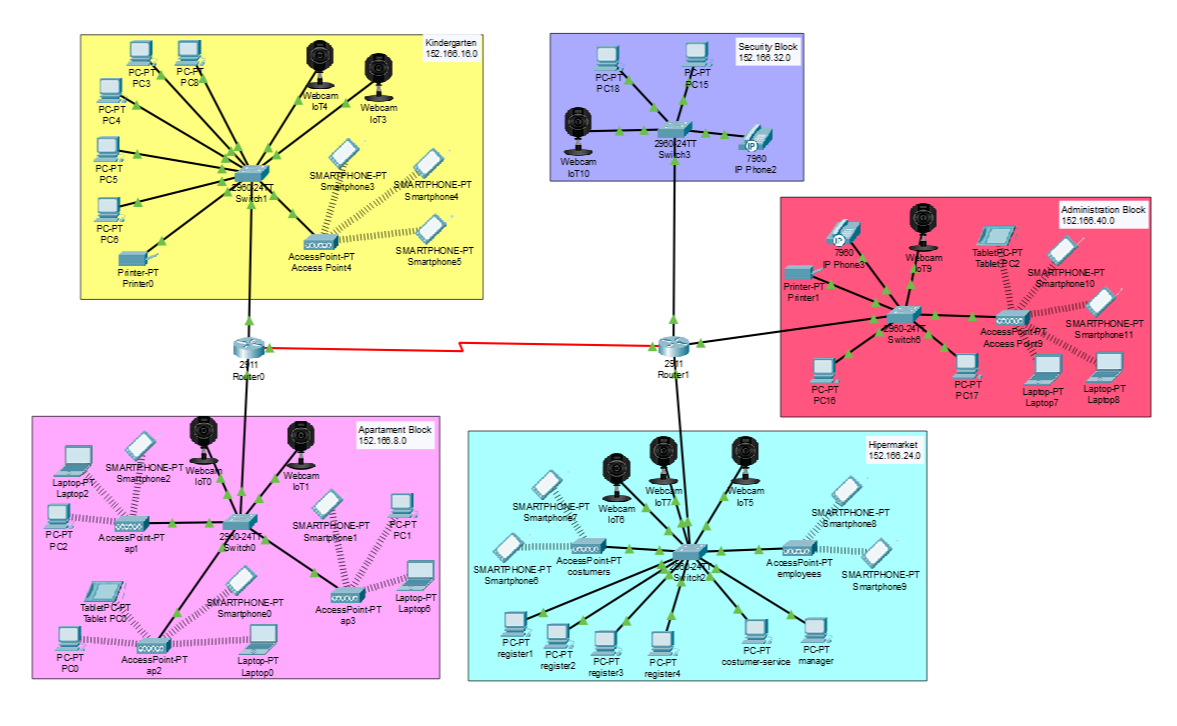 Kindergarten
152.166.16.0
PC-PT
PC3
PC-PT
PC8
Webcam
IoT4
Webcam
IoT3
PC-PT
PC4
PC-PT
PC5
PC-PT
PC6
2960-24TT
Switch1
SMARTPHONE-PT
Smartphone3
SMARTPHONE-PT
Smartphone4
SMARTPHONE-PT
Smartphone5
AccessPoint-PT
Access Point4
Printer-PT
Printer0
Security Block
152.166.32.0
PC-PT
PC18
PC-PT
PC15
Webcam
IoT10
2960-24TT
Switch3
IP
7960
IP Phone2
Administration Block
152.166.40.0
IP
7960
IP Phone3
Webcam
IoT9
TabletPC-PT
Tablet PC2
SMARTPHONE-PT
Smartphone10
Printer-PT
Printer1
2960-24TT
Switch6
AccessPoint-PT
Access Point9
SMARTPHONE-PT
Smartphone11
PC-PT
PC16
PC-PT
PC17
Laptop-PT
Laptop7
Laptop-PT
Laptop8
2911
Router0
2911
Router1
Apartament Block
152.166.8.0
Webcam
IoT0
Webcam
IoT1
Laptop-PT
Laptop2
SMARTPHONE-PT
Smartphone2
PC-PT
PC2
AccessPoint-PT
ap1
2960-24TT
Switch0
SMARTPHONE-PT
Smartphone1
PC-PT
PC1
TabletPC-PT
Tablet PC0
SMARTPHONE-PT
Smartphone0
AccessPoint-PT
ap3
Laptop-PT
Laptop6
PC-PT
PC0
AccessPoint-PT
ap2
Laptop-PT
Laptop0
Hipermarket
152.166.24.0
Webcam
IoT6
Webcam
IoT7
Webcam
IoT5
SMARTPHONE-PT
Smartphone7
SMARTPHONE-PT
Smartphone8
SMARTPHONE-PT
Smartphone6
AccessPoint-PT
costumers
2960-24TT
Switch2
AccessPoint-PT
employees
SMARTPHONE-PT
Smartphone9
PC-PT
register1
PC-PT
register2
PC-PT
register3
PC-PT
register4
PC-PT
costumer-service
PC-PT
manager